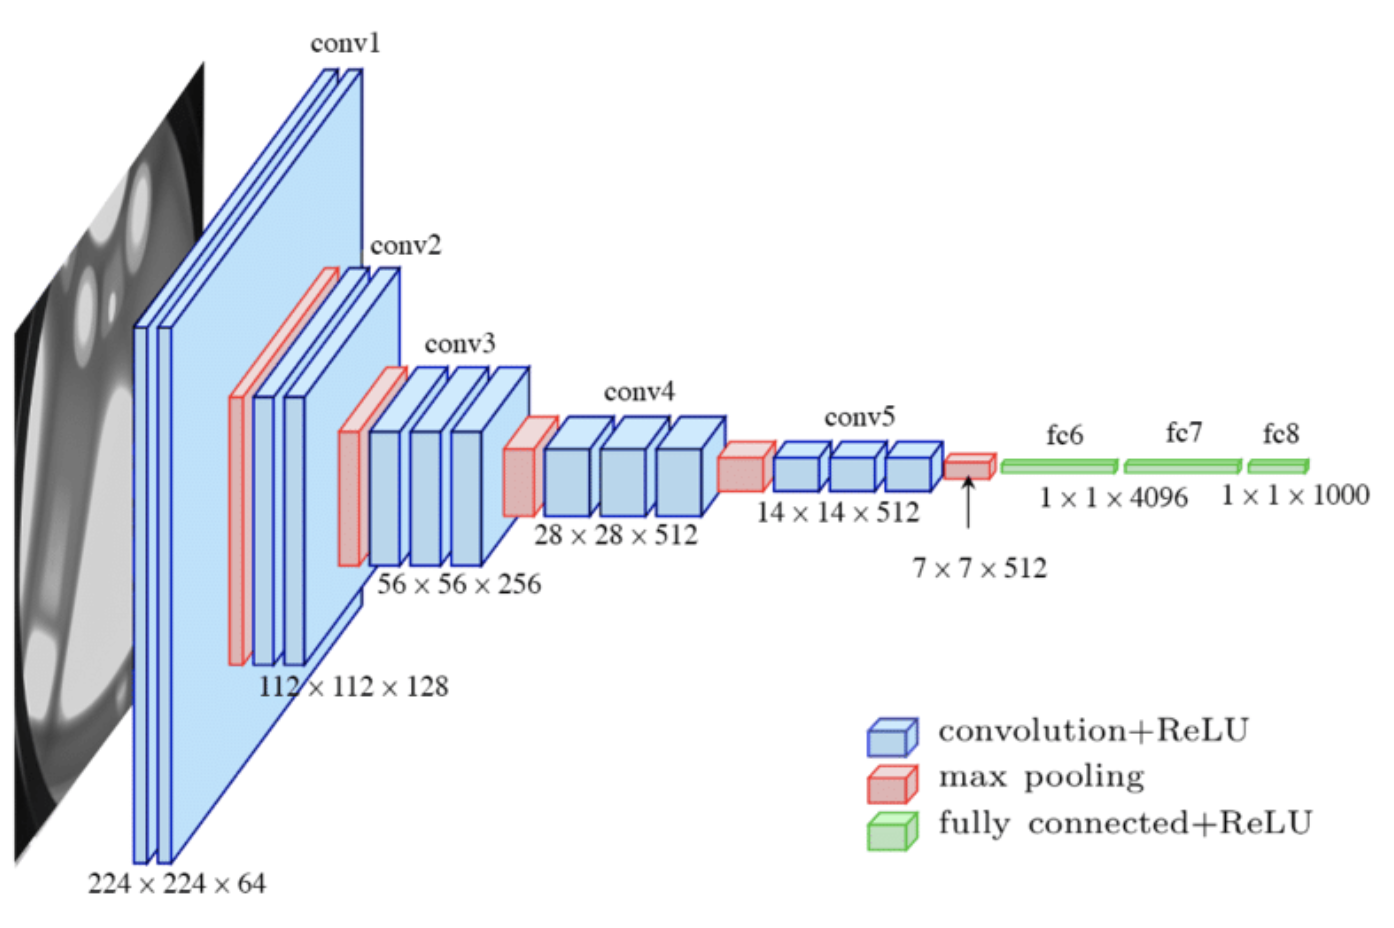 conv1
conv2
conv3
conv4
conv5
fc6
fc7
fc8
1 × 1 × 4096
1 × 1 × 1000
14 × 14 × 512
28 × 28 × 512
7 × 7 × 512
56 × 56 × 256
112 × 112 × 128
224 × 224 × 64
convolution+ReLU
max pooling
fully connected+ReLU